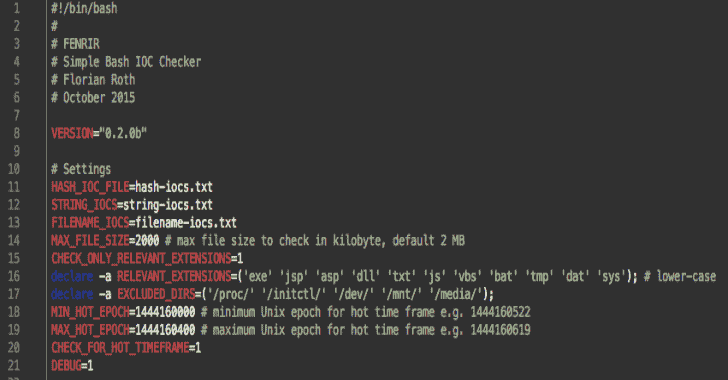 1 #!/bin/bash
2 #
3 # FENRIR
4 # Simple Bash IOC Checker
5 # Florian Roth
6 # October 2015
7
8 VERSION="0.2.0b"
9
10 # Settings
11 HASH_IOC_FILE=hash-iocs.txt
12 STRING_IOCS=string-iocs.txt
13 FILENAME_IOCS=filename-iocs.txt
14 MAX_FILE_SIZE=2000 # max file size to check in kilobyte, default 2 MB
15 CHECK_ONLY_RELEVANT_EXTENSIONS=1
16 declare -a RELEVANT_EXTENSIONS=('exe' 'jsp' 'asp' 'dll' 'txt' 'js' 'vbs' 'bat' 'tmp' 'dat' 'sys'); # lower-case
17 declare -a EXCLUDED_DIRS=('/proc/' '/initctl/' '/dev/' '/mnt/' '/media/');
18 MIN_HOT_EPOCH=1444160000 # minimum Unix epoch for hot time frame e.g. 1444160522
19 MAX_HOT_EPOCH=1444160400 # maximum Unix epoch for hot time frame e.g. 1444160619
20 CHECK_FOR_HOT_TIMEFRAME=1
21 DEBUG=1